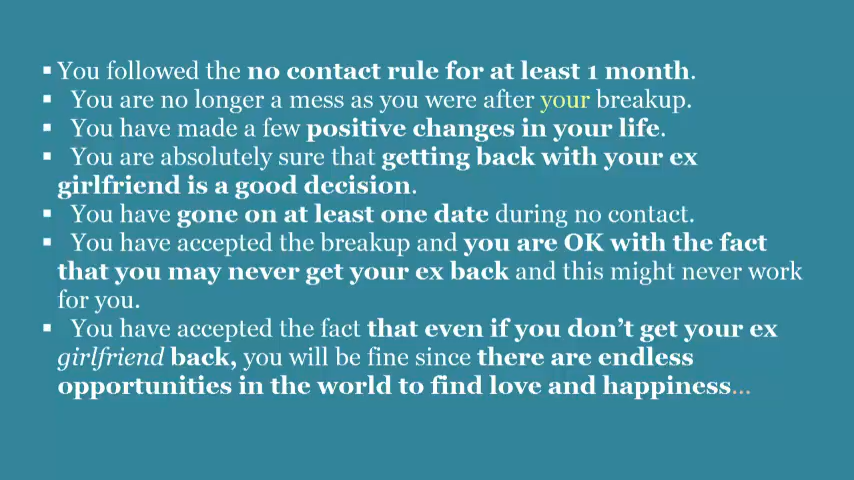 ▪ You followed the no contact rule for at least 1 month.
▪ You are no longer a mess as you were after your breakup.
▪ You have made a few positive changes in your life.
▪ You are absolutely sure that getting back with your ex
girlfriend is a good decision.
▪ You have gone on at least one date during no contact.
▪ You have accepted the breakup and you are OK with the fact
that you may never get your ex back and this might never work
for you.
▪ You have accepted the fact that even if you don’t get your ex
girlfriend back, you will be fine since there are endless
opportunities in the world to find love and happiness...